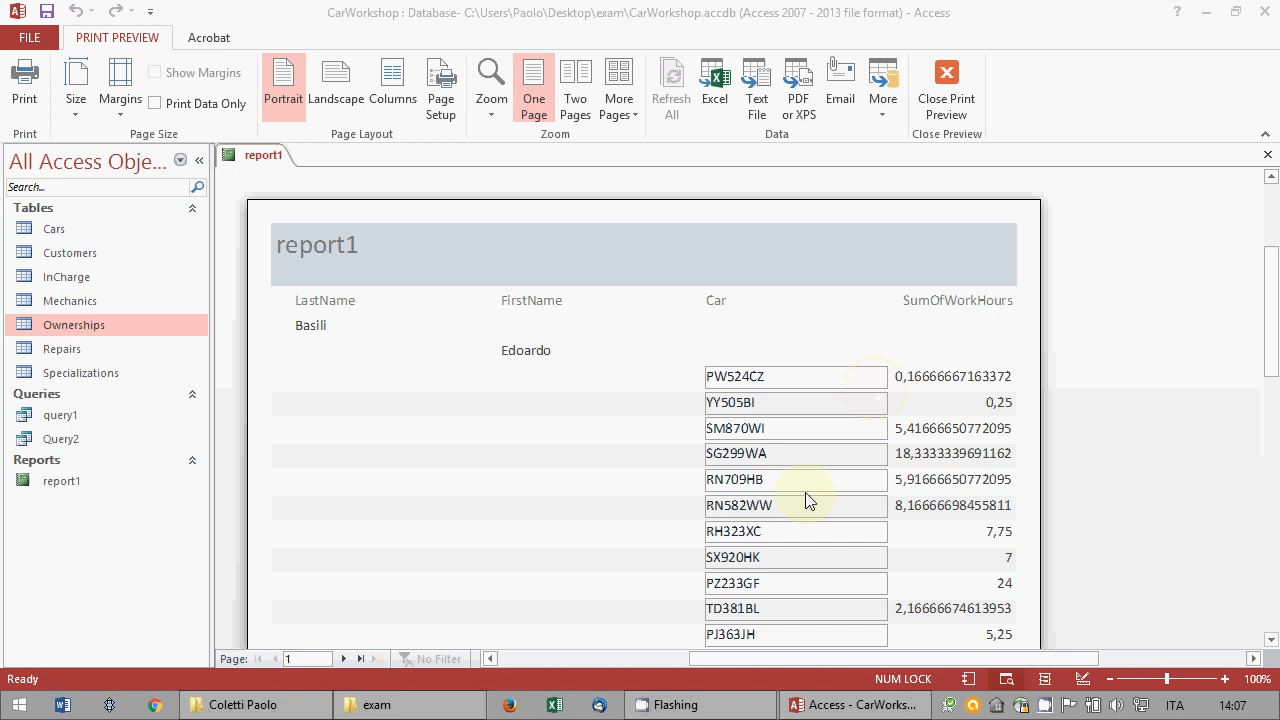 CarWorkshop : Database- C:\Users\Paolo\Desktop\exam\CarWorkshop.accdb (Access 2007 - 2013 file format) - Access
FILE PRINT PREVIEW Acrobat
Print
Size
Margins
Show Margins
Print Data Only
Portrait
Landscape
Columns
Page Setup
Zoom
One Page
Two Pages
More Pages
Refresh All
Excel
Text File
PDF or XPS
Email
More
Close Print Preview
Print Page Size Page Layout Zoom Data Close Preview
All Access Obje...
Search...
Tables
Cars
Customers
InCharge
Mechanics
Ownerships
Repairs
Specializations
Queries
query1
Query2
Reports
report1
report1
report1
LastName FirstName Car SumOfWorkHours
Basili
Edoardo
PW524CZ 0,16666667163372
YY505BI 0,25
SM870WI 5,41666650772095
SG299WA 18,3333339691162
RN709HB 5,91666650772095
RN582WW 8,16666698455811
RH323XC 7,75
SX920HK 7
PZ233GF 24
TD381BL 2,16666674613953
PJ363JH 5,25
Page: 1 No Filter
Ready NUM LOCK 100%
Coletti Paolo exam Flashing Access - CarWorks... ITA 14:07